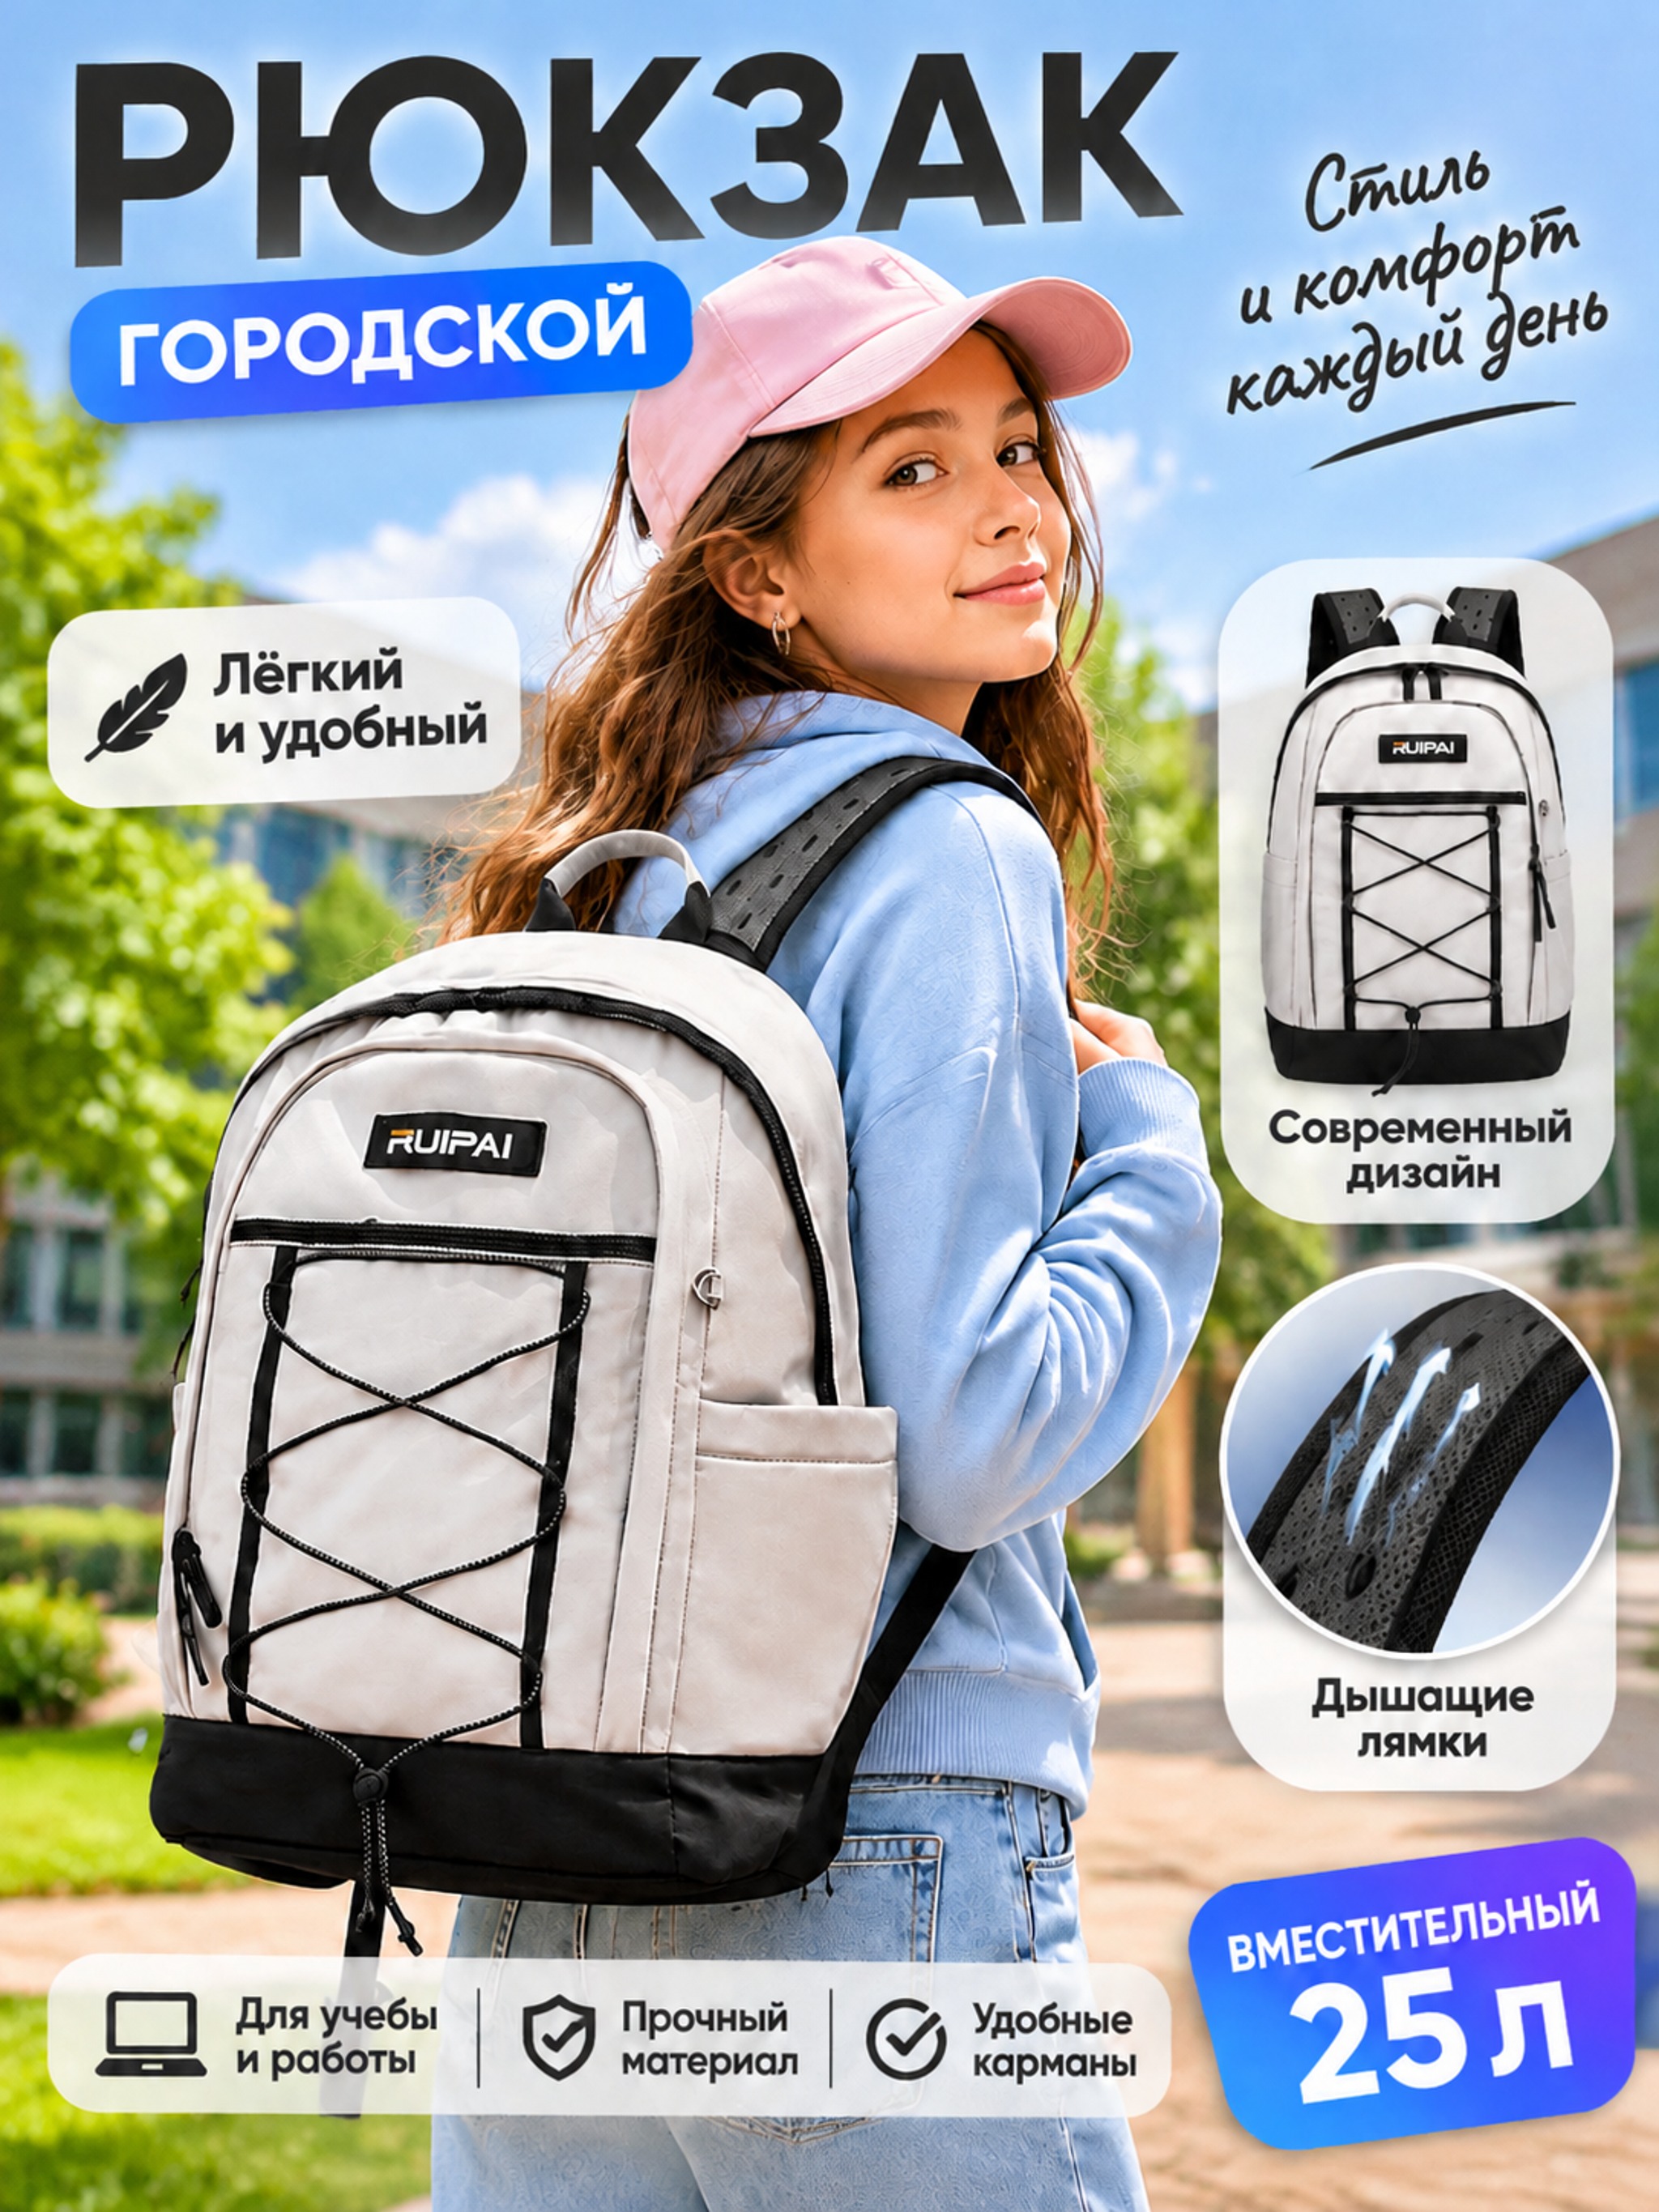 РЮКЗАК
ГОРОДСКОЙ
Стиль
и комфорт
каждый день
Лёгкий
и удобный
RUIPAI
Современный
дизайн
RUIPAI
Дышащие
лямки
ВМЕСТИТЕЛЬНЫЙ
25 л
Для учебы
и работы
Прочный
материал
Удобные
карманы